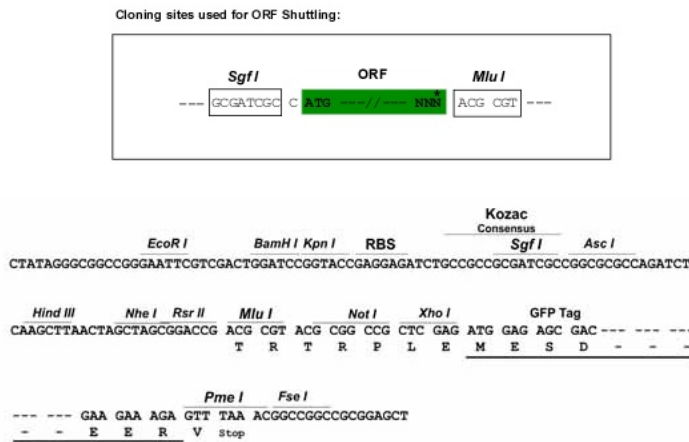 Cloning sites used for ORF Shuttling:
Sgf I ORF Mlu I
--- GCGATCGC C ATG ---//--- NNN* ACG CGT ---
Kozac
Consensus
EcoR I BamH I Kpn I RBS Sgf I Asc I
CTATAGGGCGGCCGGGAATTCGTCGACTGGATCCGGTACCGAGGAGATCTGCCGCCGCGATCGCCGGCGCGCCAGATCT
Hind III Nhe I Rsr II Mlu I Not I Xho I GFP Tag
CAAGCTTAACTAGCTAGCGGACCG ACG CGT ACG CGG CCG CTC GAG ATG GAG AGC GAC--- --- ---
T R T R P L E M E S D - - -
Pme I Fse I
--- --- GAA GAA AGA GTT TAA ACGGCCGGCCGCGGAGCT
- - E E R V Stop